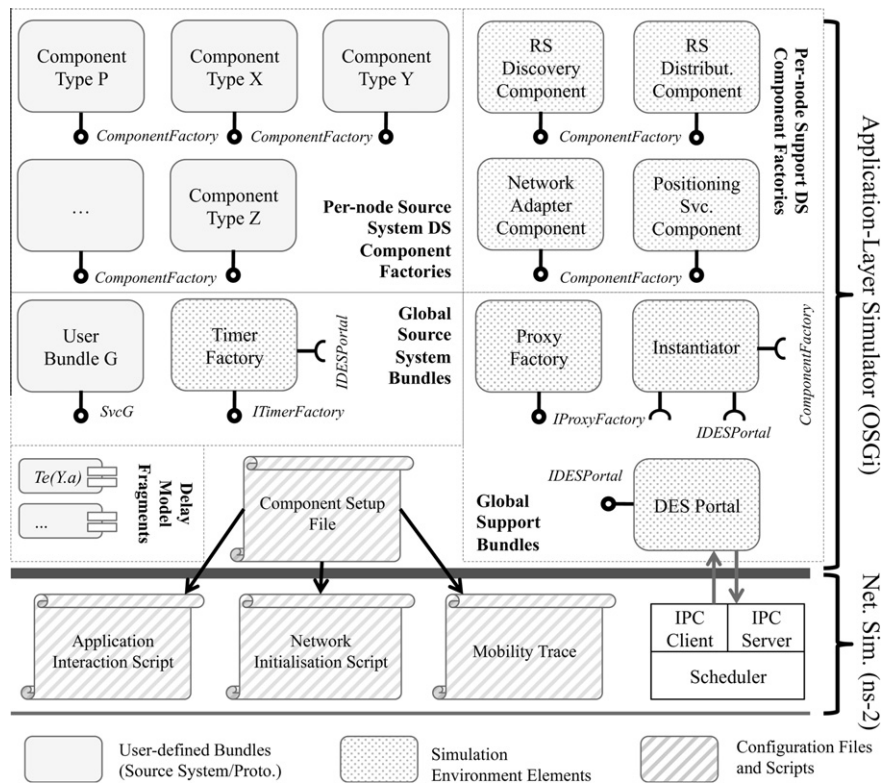 Component
Type P
Component
Type X
Component
Type Y
ComponentFactory
ComponentFactory
...
Component
Type Z
ComponentFactory
Per-node Source
System DS
Component
Factories
RS
Discovery
Component
RS
Distribut.
Component
ComponentFactory
Network
Adapter
Component
Positioning
Svc.
Component
ComponentFactory
Per-node Support DS
Component Factories
User
Bundle G
SvcG
Timer
Factory
IDESPortal
ITimerFactory
Global
Source
System
Bundles
Proxy
Factory
IProxyFactory
Instantiator
ComponentFactory
IDESPortal
Te(Y.a)
...
Delay
Model
Fragments
Component Setup
File
Global
Support
Bundles
IDESPortal
DES Portal
Application-Layer Simulator (OSGi)
Application
Interaction Script
Network
Initialisation Script
Mobility Trace
IPC
Client
IPC
Server
Scheduler
Net. Sim. (ns-2)
User-defined Bundles
(Source System/Proto.)
Simulation
Environment Elements
Configuration Files
and Scripts